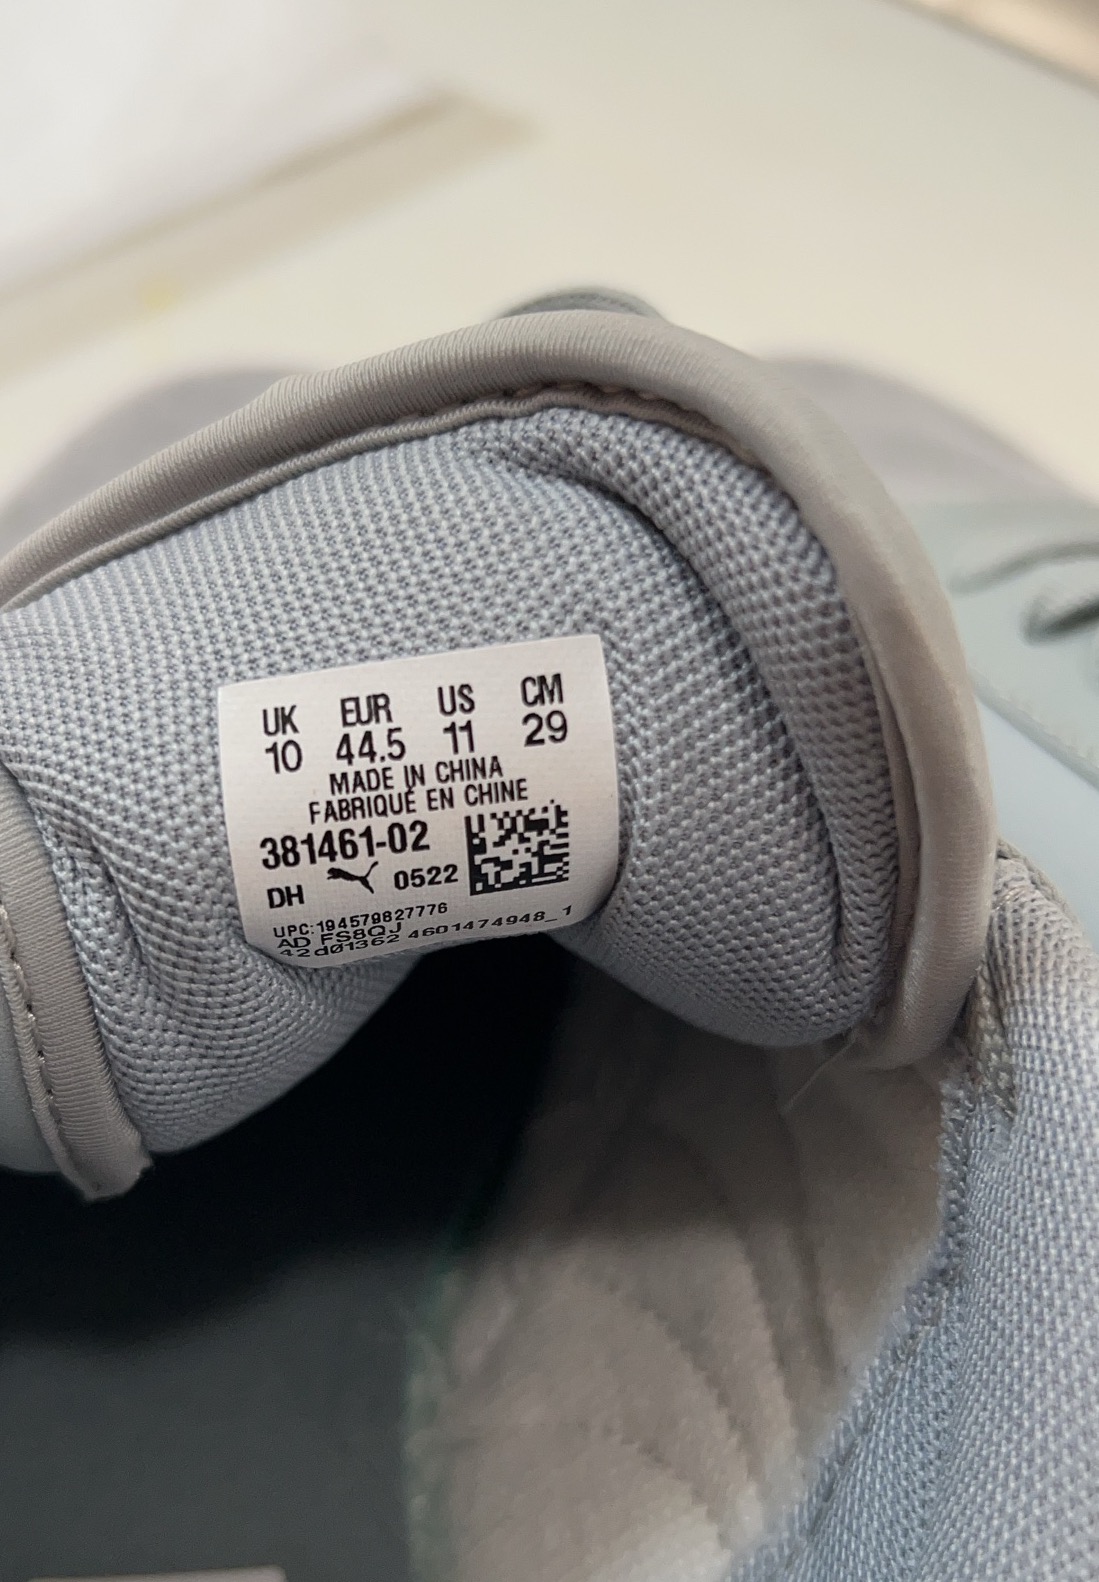 UK EUR US CM
10 44.5 11 29
MADE IN CHINA
FABRIQUÉ EN CHINE
381461-02
DH 0522
UPC:194579827776
AD FS8QJ
42d01362 4601474948_1